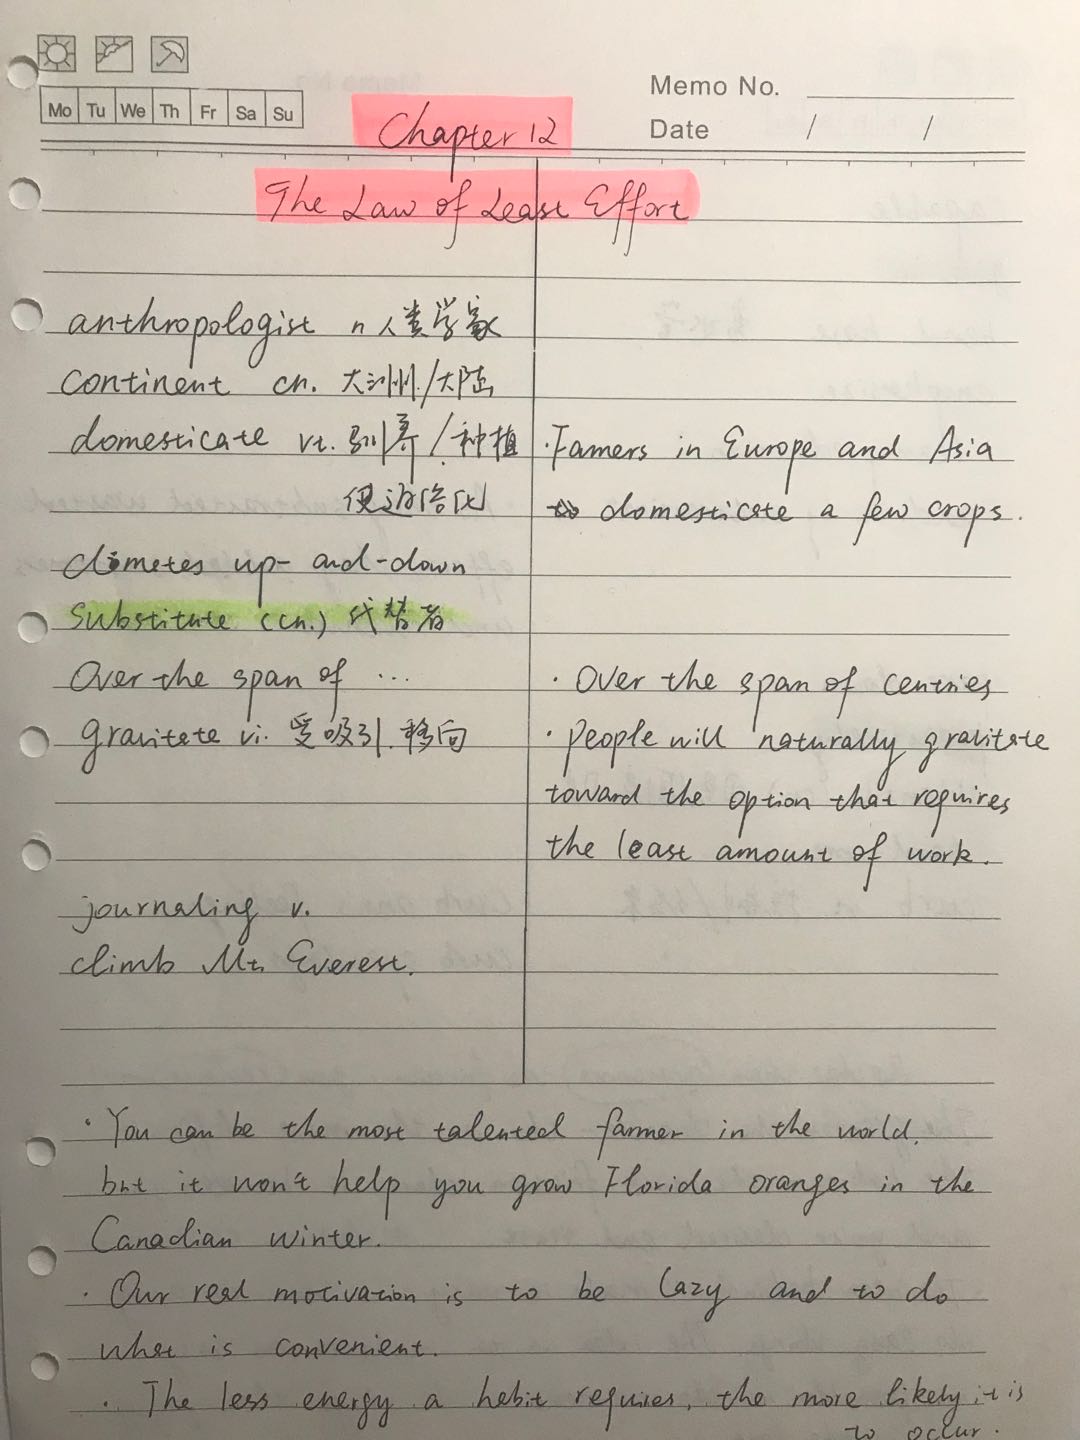 Mo Tu We Th Fr Sa Su
Memo No.
Date / /
Chapter 12
The Law of Least Effort
anthropologist n 人类学家
continent cn. 大洲/大陆
domesticate vt. 驯养/种植
·Famers in Europe and Asia
domesticate a few crops.
climates up-and-down
Substitute (cn.) 代替者
Over the span of ...
· Over the span of centries
gravitate vi. 受吸引.移向
· People will naturally gravitate
toward the option that requires
the least amount of work.
journaling v.
climb Mt. Everest.
· You can be the most talented farmer in the world.
but it won't help you grow Florida oranges in the
Canadian winter.
· Our real motivation is to be lazy and to do
what is convenient.
· The less energy a habit requires, the more likely it is
to occur.